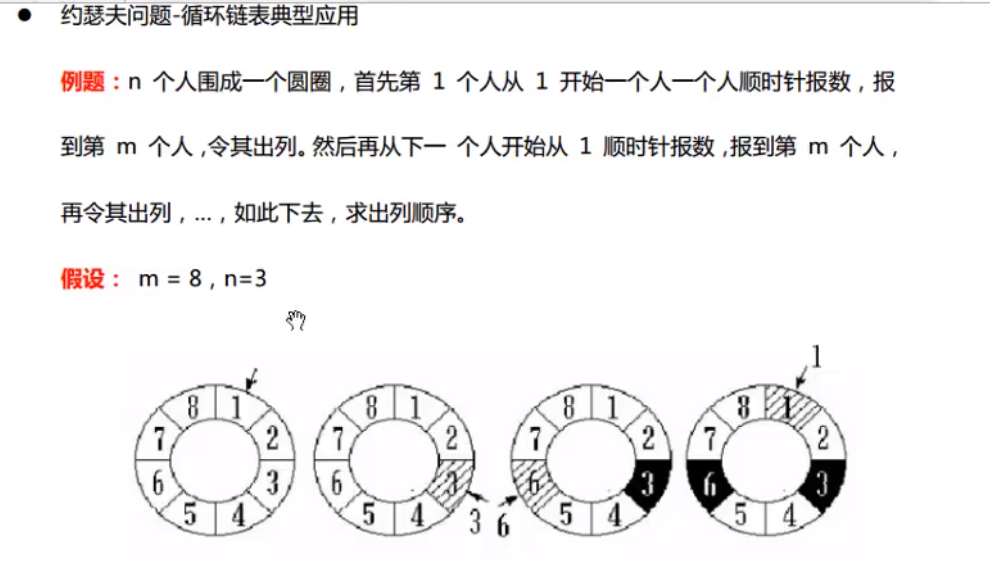 ● 约瑟夫问题-循环链表典型应用
例题：n 个人围成一个圆圈，首先第 1 个人从 1 开始一个人一个人顺时针报数，报
到第 m 个人，令其出列。然后再从下一 个人开始从 1 顺时针报数，报到第 m 个人，
再令其出列，…，如此下去，求出列顺序。
假设： m = 8，n=3
8 1 2 3 4 5 6 7
8 1 2 3 4 5 6 7 3
8 1 2 3 4 5 6 7 6
8 1 2 3 4 5 6 7 1